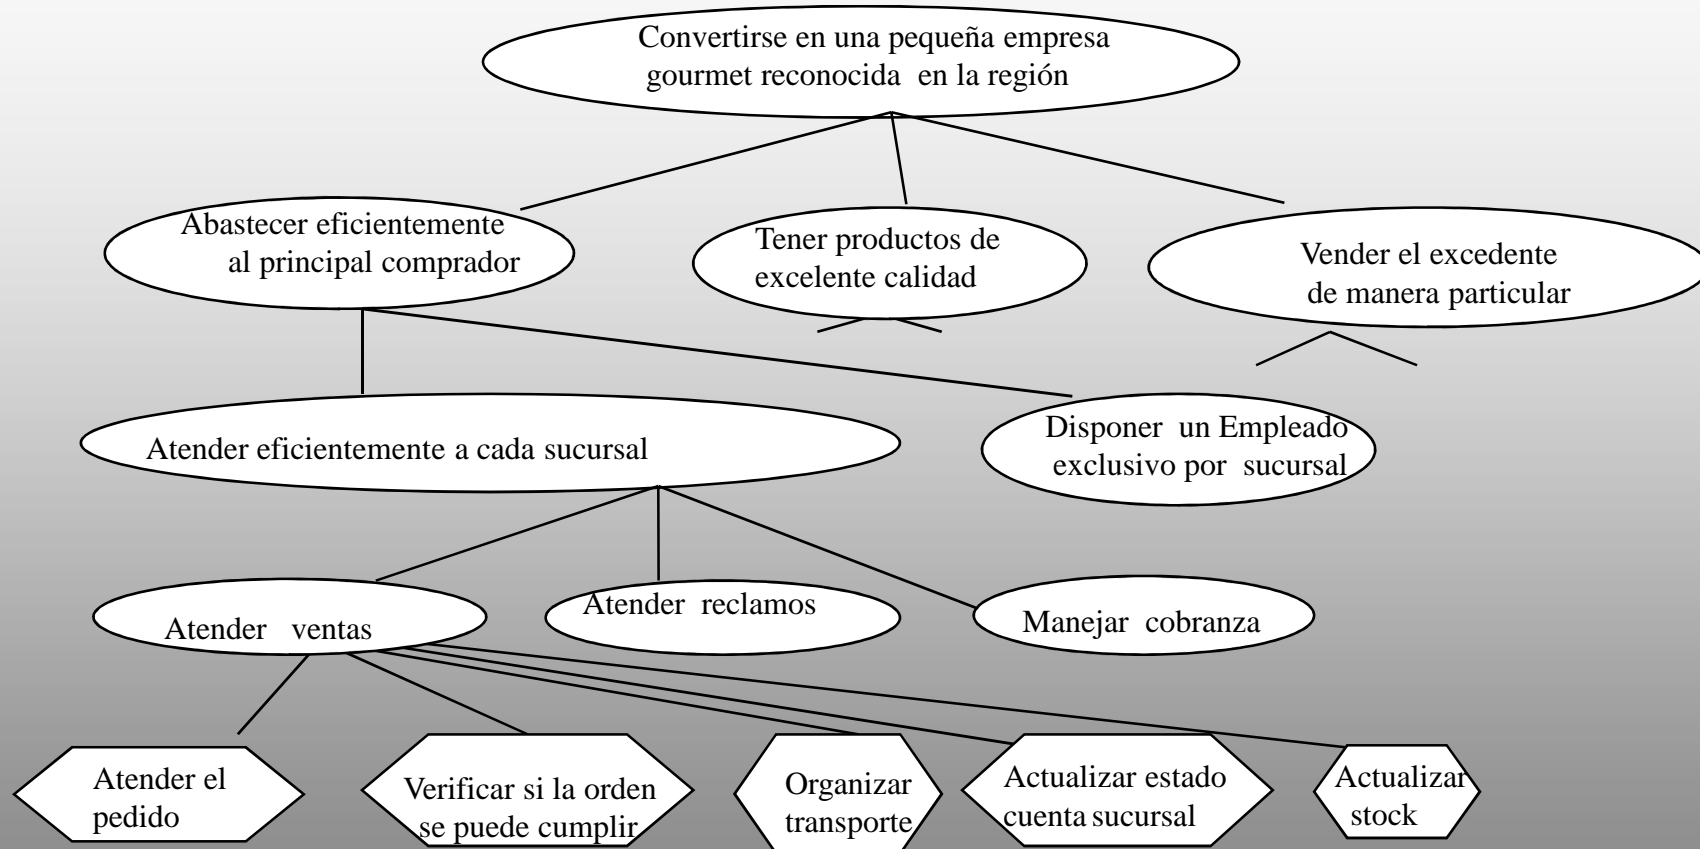 Convertirse en una pequeña empresa
gourmet reconocida en la región
Abastecer eficientemente
al principal comprador
Tener productos de
excelente calidad
Vender el excedente
de manera particular
Atender eficientemente a cada sucursal
Disponer un Empleado
exclusivo por sucursal
Atender ventas
Atender reclamos
Manejar cobranza
Atender el
pedido
Verificar si la orden
se puede cumplir
Organizar
transporte
Actualizar estado
cuenta sucursal
Actualizar
stock